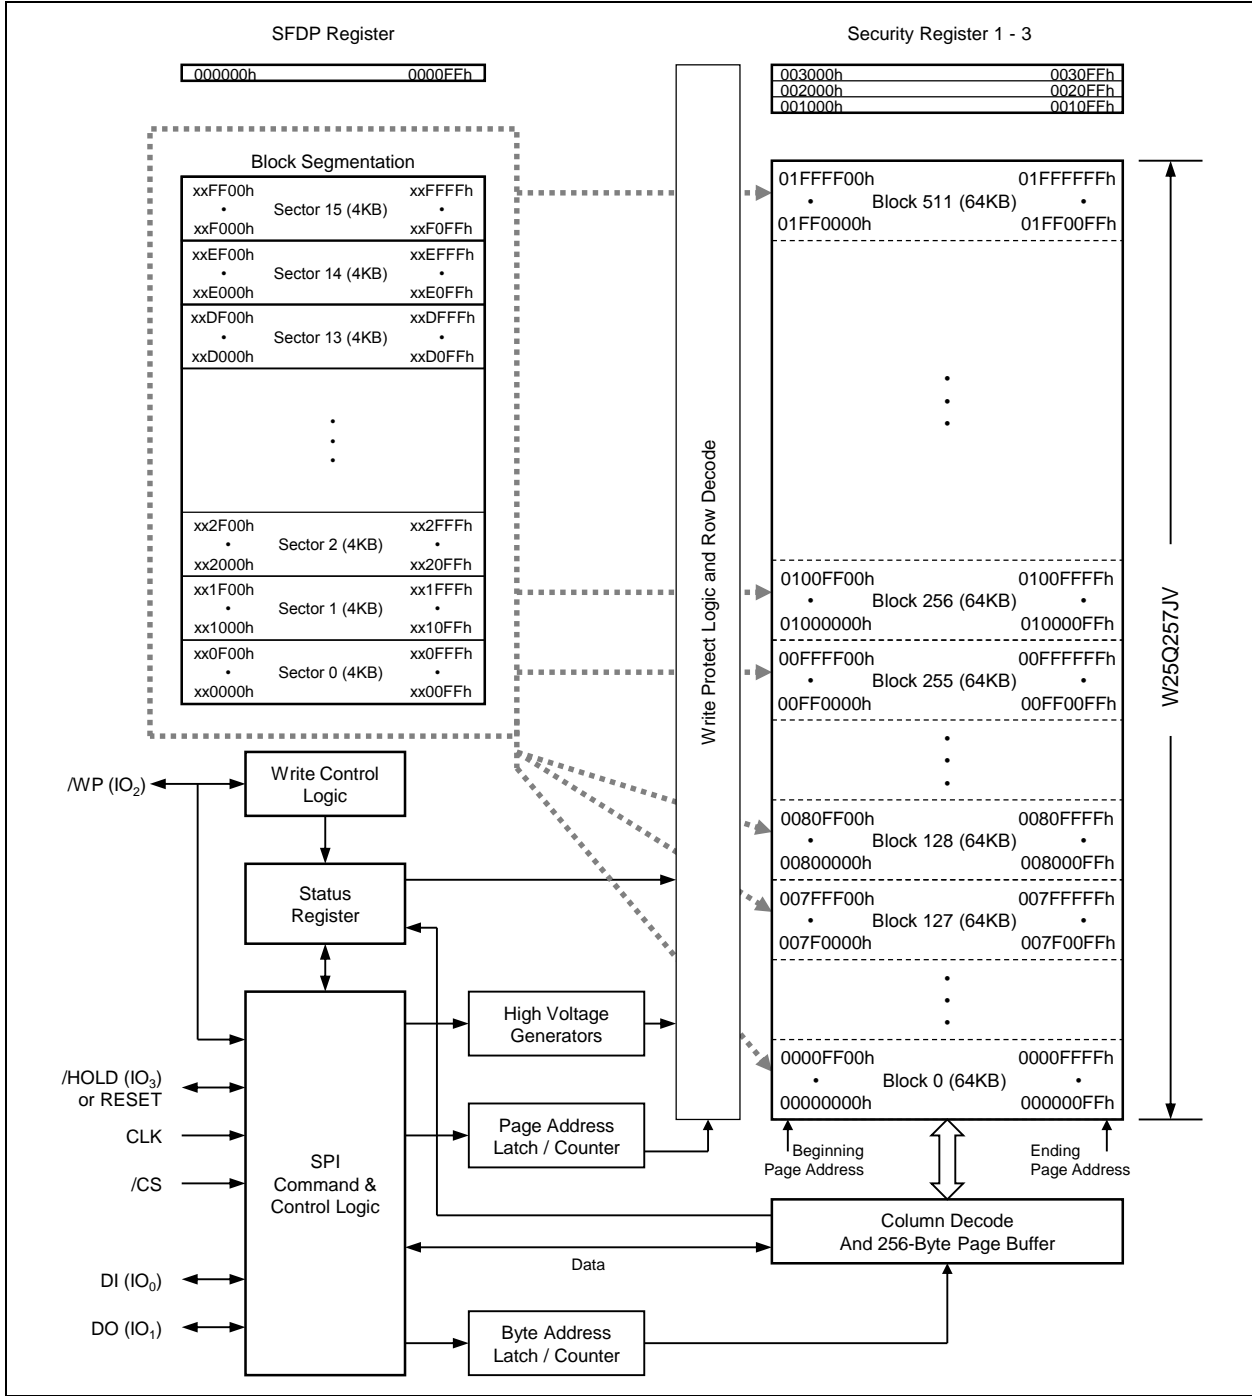 SFDP Register
000000h 0000FFh
Security Register 1 - 3
003000h 0030FFh
002000h 0020FFh
001000h 0010FFh
Block Segmentation
xxFF00h xxFFFFh
• Sector 15 (4KB) •
xxF000h xxF0FFh
xxEF00h xxEFFFh
• Sector 14 (4KB) •
xxE000h xxE0FFh
xxDF00h xxDFFFh
• Sector 13 (4KB) •
xxD000h xxD0FFh
xx2F00h xx2FFFh
• Sector 2 (4KB) •
xx2000h xx20FFh
xx1F00h xx1FFFh
• Sector 1 (4KB) •
xx1000h xx10FFh
xx0F00h xx0FFFh
• Sector 0 (4KB) •
xx0000h xx00FFh
Write Protect Logic and Row Decode
01FFFF00h 01FFFFFFh
• Block 511 (64KB) •
01FF0000h 01FF00FFh
0100FF00h 0100FFFFh
• Block 256 (64KB) •
01000000h 010000FFh
00FFFF00h 00FFFFFFh
• Block 255 (64KB) •
00FF0000h 00FF00FFh
0080FF00h 0080FFFFh
• Block 128 (64KB) •
00800000h 008000FFh
007FFF00h 007FFFFFh
• Block 127 (64KB) •
007F0000h 007F00FFh
0000FF00h 0000FFFFh
• Block 0 (64KB) •
00000000h 000000FFh
W25Q257JV
Beginning
Page Address
Ending
Page Address
/WP (IO2)
Write Control
Logic
Status
Register
High Voltage
Generators
/HOLD (IO3)
or RESET
CLK
/CS
DI (IO0)
DO (IO1)
SPI
Command &
Control Logic
Page Address
Latch / Counter
Column Decode
And 256-Byte Page Buffer
Data
Byte Address
Latch / Counter